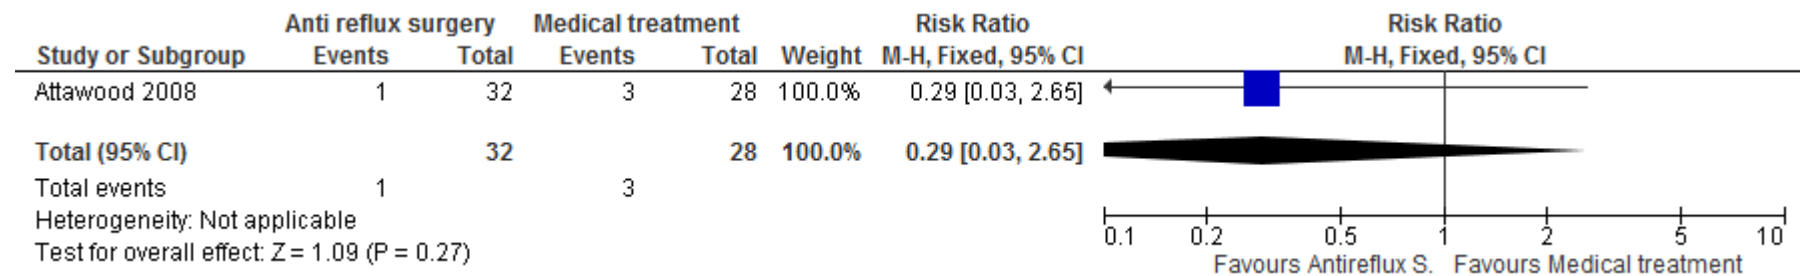 Anti reflux surgery Medical treatment Risk Ratio Risk Ratio
Study or Subgroup Events Total Events Total Weight M-H, Fixed, 95% CI M-H, Fixed, 95% CI
Attawood 2008 1 32 3 28 100.0% 0.29 [0.03, 2.65]
Total (95% CI) 32 28 100.0% 0.29 [0.03, 2.65]
Total events 1 3
Heterogeneity: Not applicable
Test for overall effect: Z = 1.09 (P = 0.27)
0.1 0.2 0.5 1 2 5 10
Favours Antireflux S. Favours Medical treatment